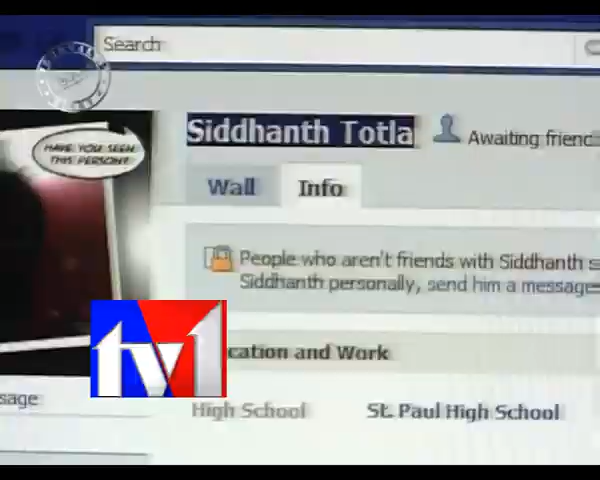 Search
HAVE YOU SEEN
THIS PERSON?
Siddhanth Totla
Awaiting friend
Wall
Info
People who aren't friends with Siddhanth s
Siddhanth personally, send him a message
tv1
cation and Work
sage
High School
St. Paul High School